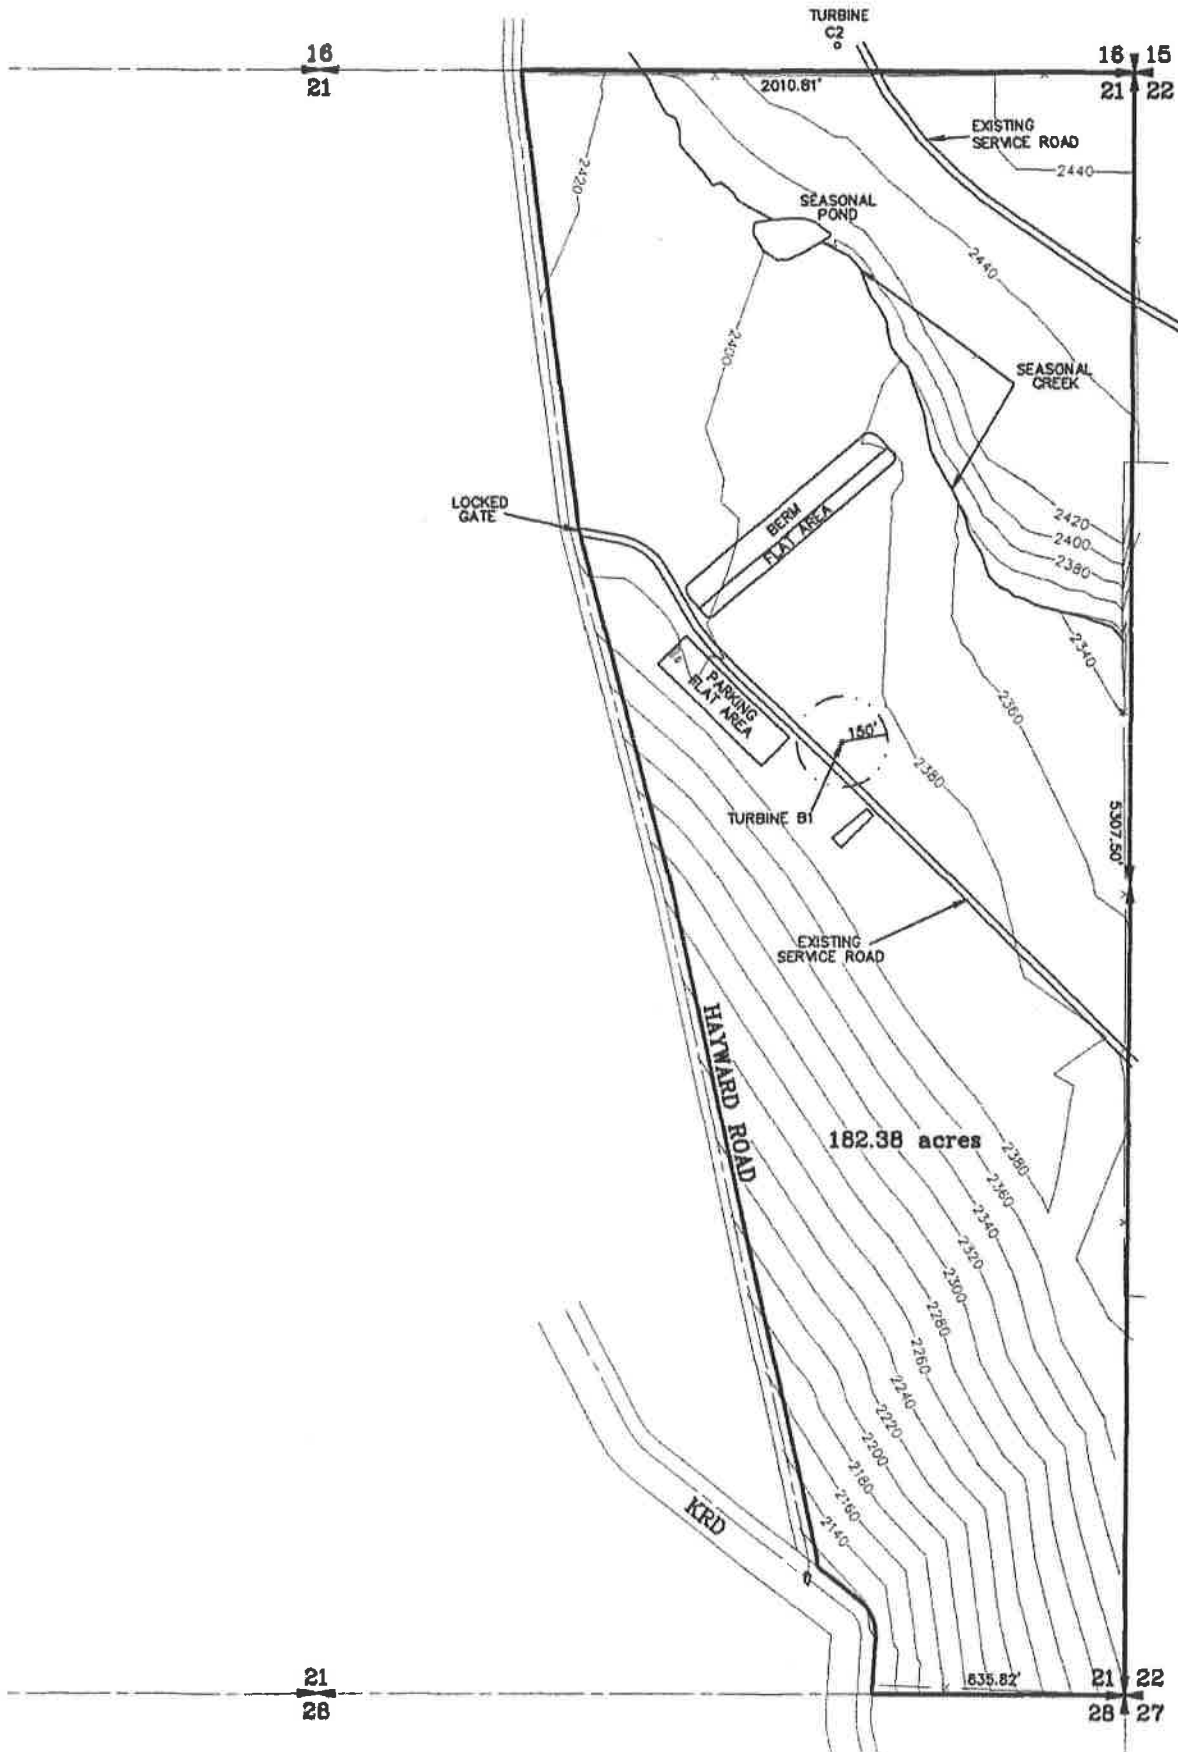 TURBINE
C2
16
21
16 15
21 22
2010.81'
EXISTING
SERVICE ROAD
2440
2420
SEASONAL
POND
2440
2400
SEASONAL
CREEK
LOCKED
GATE
BERM
FLAT AREA
2420
2400
2380
2340
PARKING
FLAT AREA
2360
150'
2380
TURBINE B1
5307.50'
EXISTING
SERVICE ROAD
HAYWARD ROAD
182.38 acres
2380
2360
2340
2320
2300
2280
2260
2240
2220
2200
2180
2160
2140
KRD
21
28
835.82'
21 22
28 27